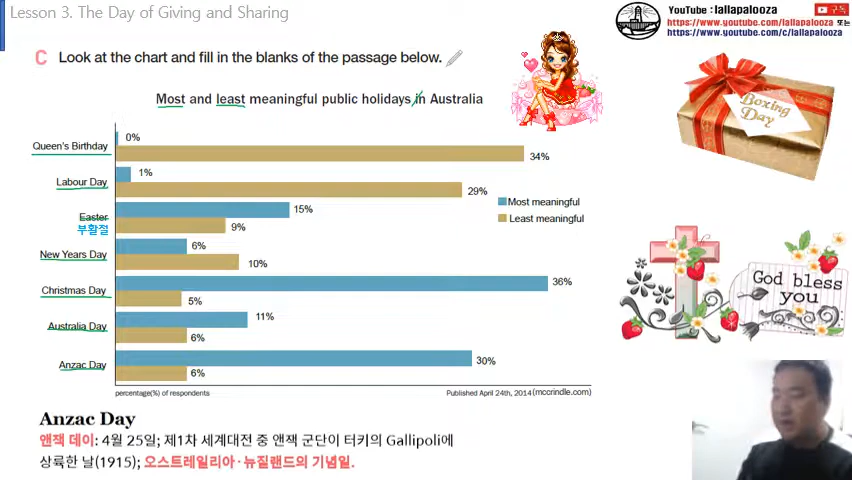 Lesson 3. The Day of Giving and Sharing
YouTube : lallapalooza
구독
https://www.youtube.com/lallapalooza 또는
https://www.youtube.com/c/lallapalooza
C Look at the chart and fill in the blanks of the passage below.
Most and least meaningful public holidays in Australia
Boxing
Day
Queen's Birthday
0%
34%
Labour Day
1%
29%
Easter
부활절
15%
9%
New Years Day
6%
10%
Christmas Day
36%
5%
Australia Day
11%
6%
Anzac Day
30%
6%
Most meaningful
Least meaningful
percentage(%) of respondents
Published April 24th, 2014 (mccrindle.com)
God bless
you
Anzac Day
앤잭 데이: 4월 25일; 제1차 세계대전 중 앤잭 군단이 터키의 Gallipoli에
상륙한 날(1915); 오스트레일리아·뉴질랜드의 기념일.